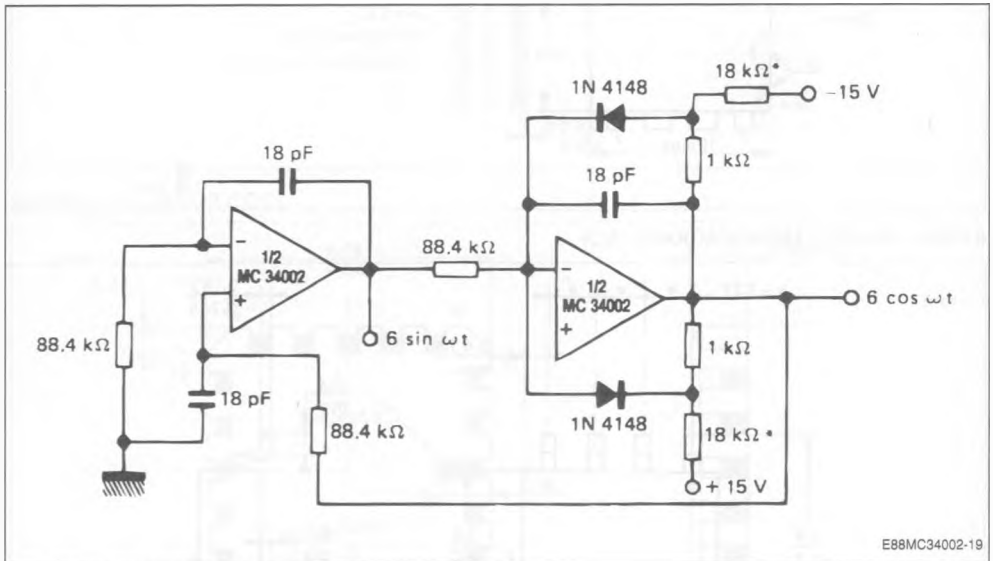 1N 4148
18 kΩ*
-15 V
1 kΩ
18 pF
18 pF
88.4 kΩ
-
1/2
MC 34002
+
-
1/2
MC 34002
+
6 sin ωt
6 cos ωt
88.4 kΩ
18 pF
88.4 kΩ
1 kΩ
1N 4148
18 kΩ*
+ 15 V
E88MC34002-19